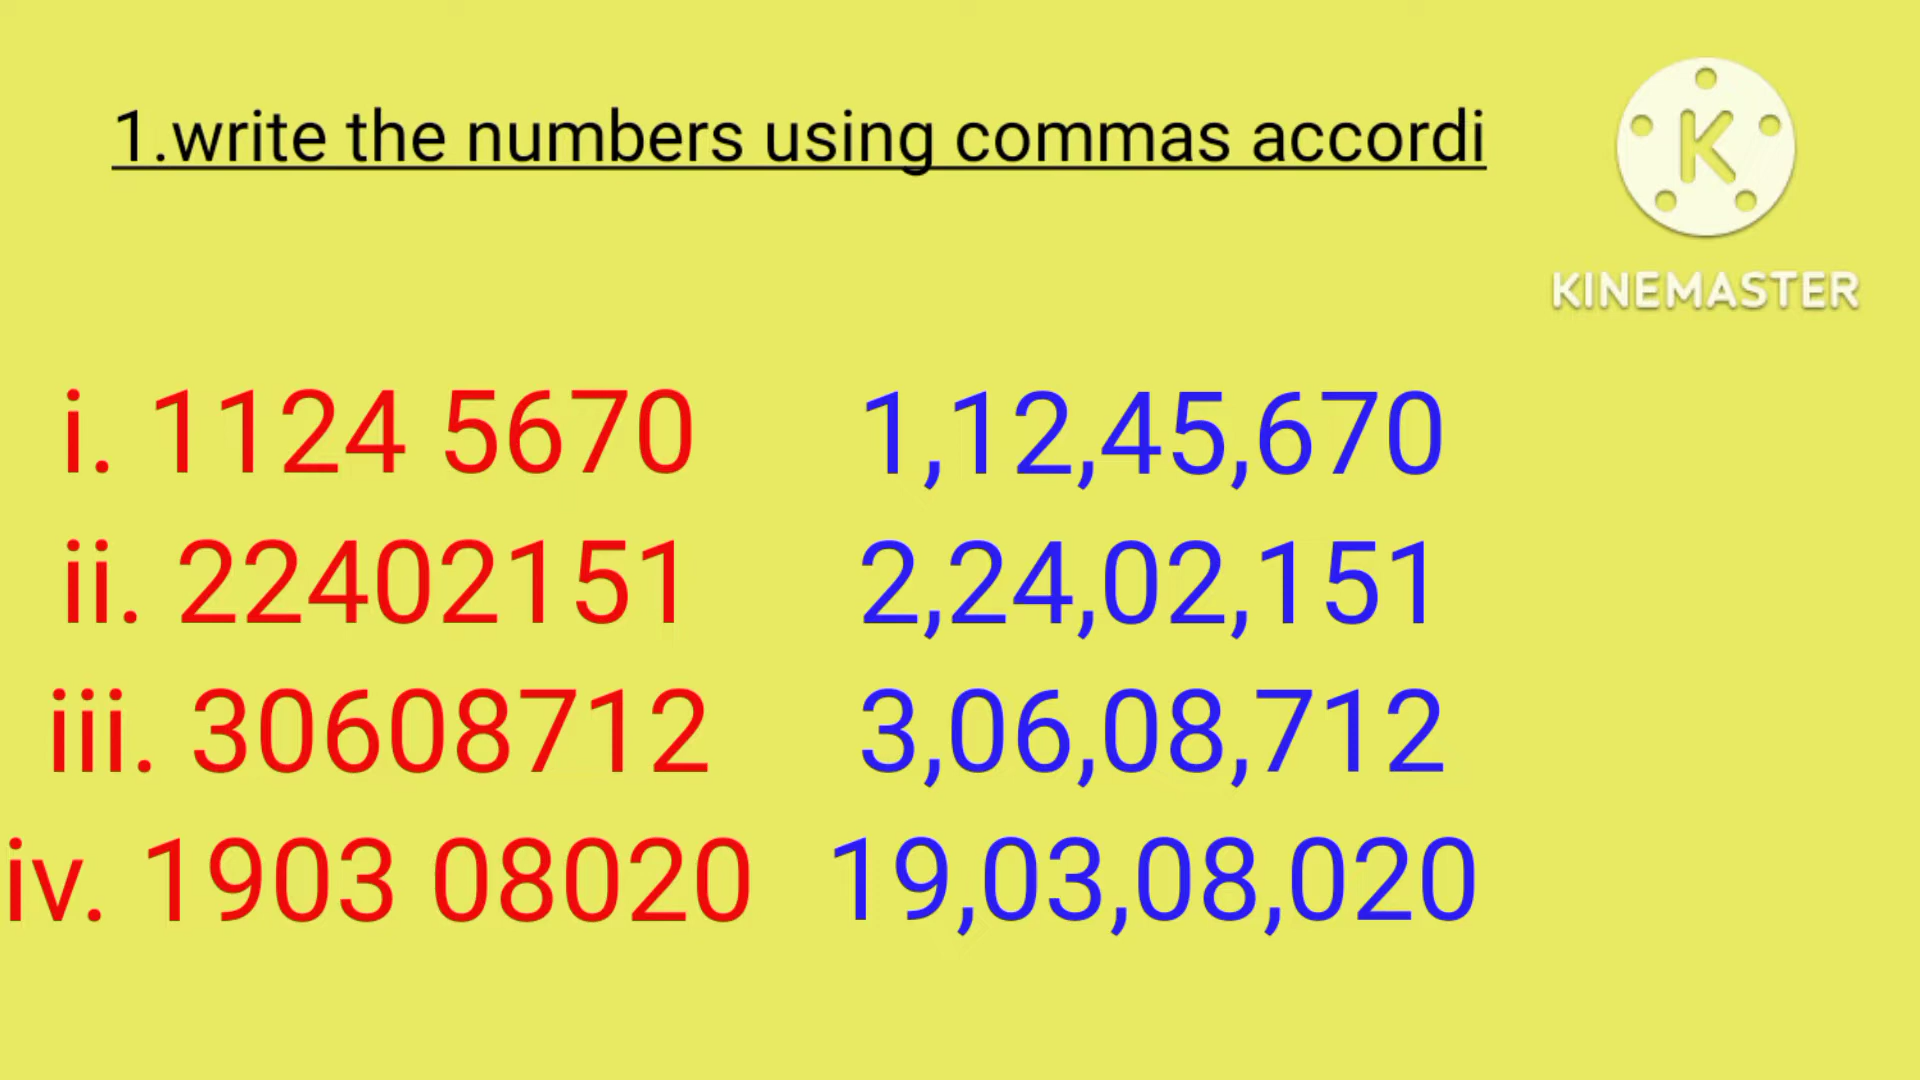 1.write the numbers using commas accordi
K
KINEMASTER
i. 1124 5670 1,12,45,670
ii. 22402151 2,24,02,151
iii. 30608712 3,06,08,712
iv. 1903 08020 19,03,08,020